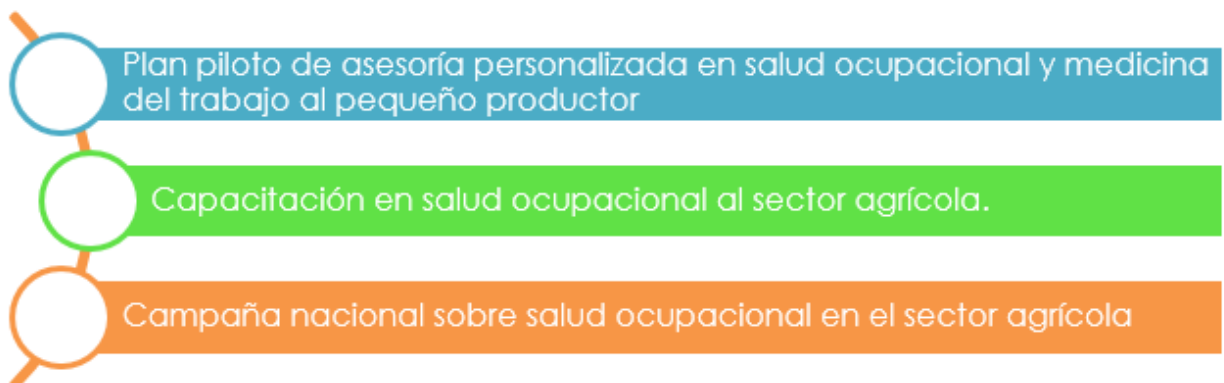 Plan piloto de asesoría personalizada en salud ocupacional y medicina
del trabajo al pequeño productor
Capacitación en salud ocupacional al sector agrícola.
Campaña nacional sobre salud ocupacional en el sector agrícola